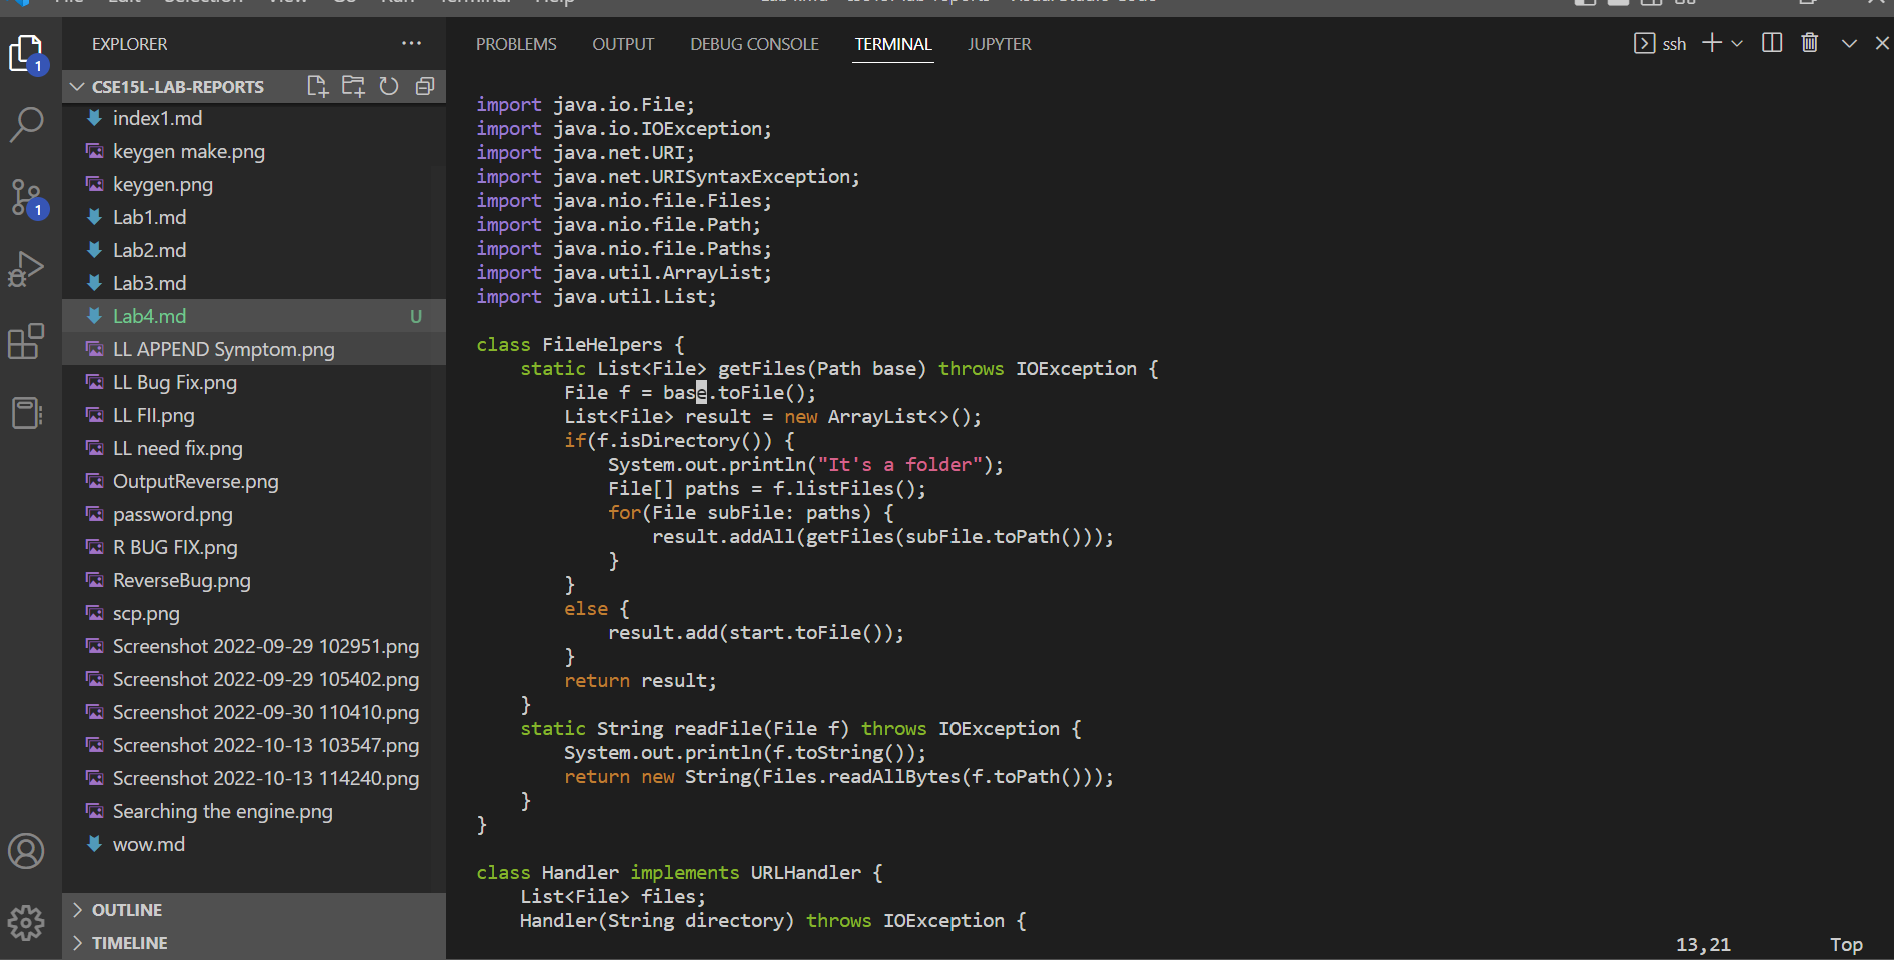 File Edit Selection View Go Run Terminal Help
EXPLORER
CSE15L-LAB-REPORTS
index1.md
keygen make.png
keygen.png
Lab1.md
Lab2.md
Lab3.md
Lab4.md U
LL APPEND Symptom.png
LL Bug Fix.png
LL FII.png
LL need fix.png
OutputReverse.png
password.png
R BUG FIX.png
ReverseBug.png
scp.png
Screenshot 2022-09-29 102951.png
Screenshot 2022-09-29 105402.png
Screenshot 2022-09-30 110410.png
Screenshot 2022-10-13 103547.png
Screenshot 2022-10-13 114240.png
Searching the engine.png
wow.md
OUTLINE
TIMELINE
1
1
PROBLEMS OUTPUT DEBUG CONSOLE TERMINAL JUPYTER
ssh
import java.io.File;
import java.io.IOException;
import java.net.URI;
import java.net.URISyntaxException;
import java.nio.file.Files;
import java.nio.file.Path;
import java.nio.file.Paths;
import java.util.ArrayList;
import java.util.List;
class FileHelpers {
static List<File> getFiles(Path base) throws IOException {
File f = base.toFile();
List<File> result = new ArrayList<>();
if(f.isDirectory()) {
System.out.println("It's a folder");
File[] paths = f.listFiles();
for(File subFile: paths) {
result.addAll(getFiles(subFile.toPath()));
}
}
else {
result.add(start.toFile());
}
return result;
}
static String readFile(File f) throws IOException {
System.out.println(f.toString());
return new String(Files.readAllBytes(f.toPath()));
}
}
class Handler implements URLHandler {
List<File> files;
Handler(String directory) throws IOException {
13,21 Top